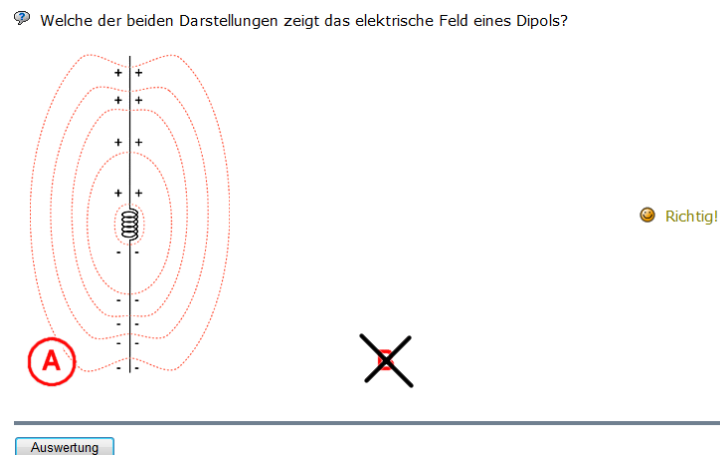 Welche der beiden Darstellungen zeigt das elektrische Feld eines Dipols?
+ +
+ +
+ +
+ +
- -
- -
- -
- -
- -
Richtig!
A
Auswertung